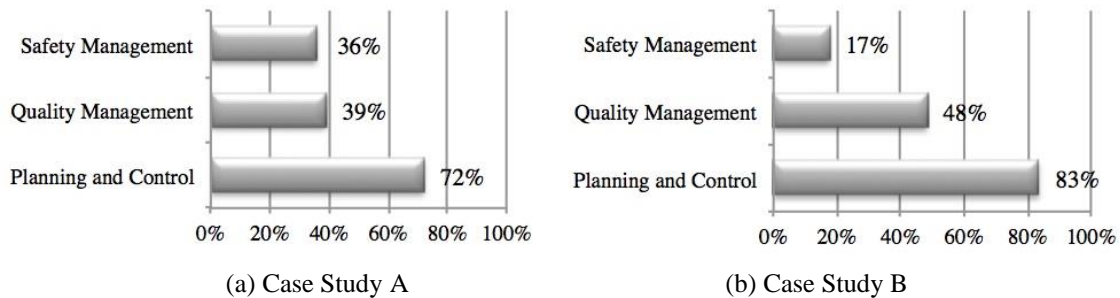 Safety Management 36%
Quality Management 39%
Planning and Control 72%
0% 20% 40% 60% 80% 100%
(a) Case Study A
Safety Management 17%
Quality Management 48%
Planning and Control 83%
0% 20% 40% 60% 80% 100%
(b) Case Study B